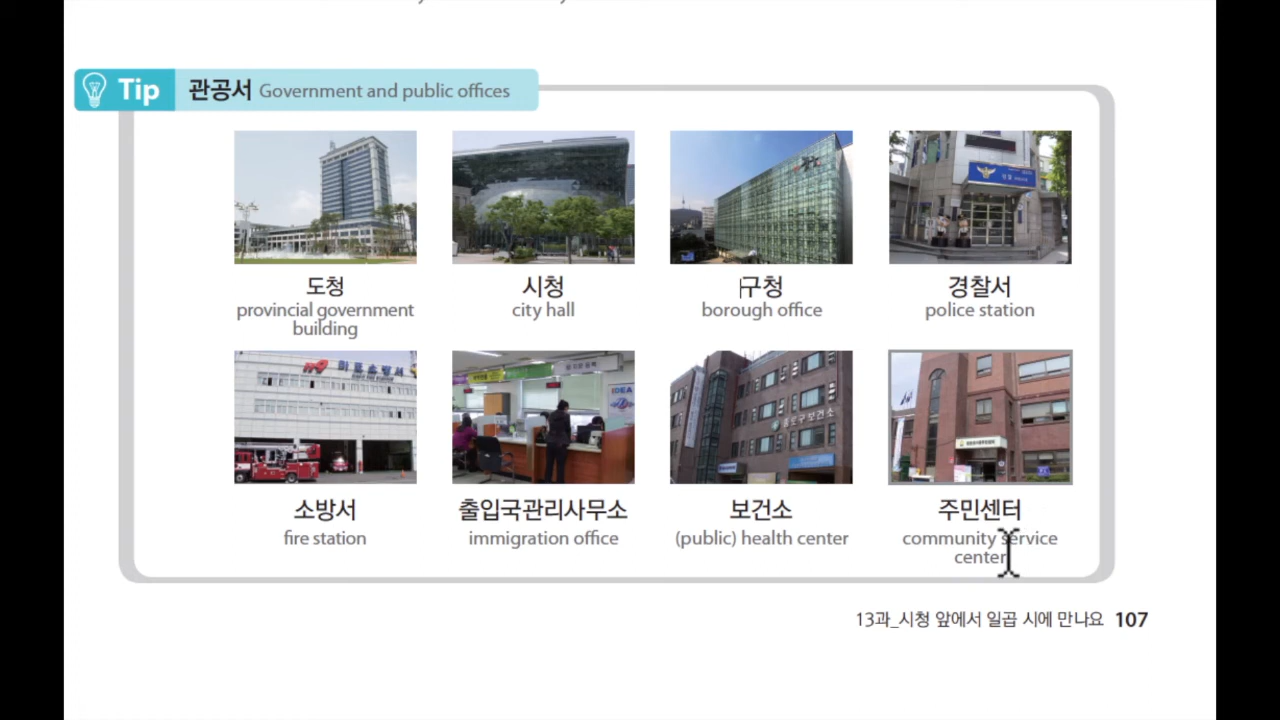 Tip 관공서 Government and public offices
도청 시청 구청 경찰서
provincial government building city hall borough office police station
소방서 출입국관리사무소 보건소 주민센터
fire station immigration office (public) health center community service center
13과_시청 앞에서 일곱 시에 만나요 107